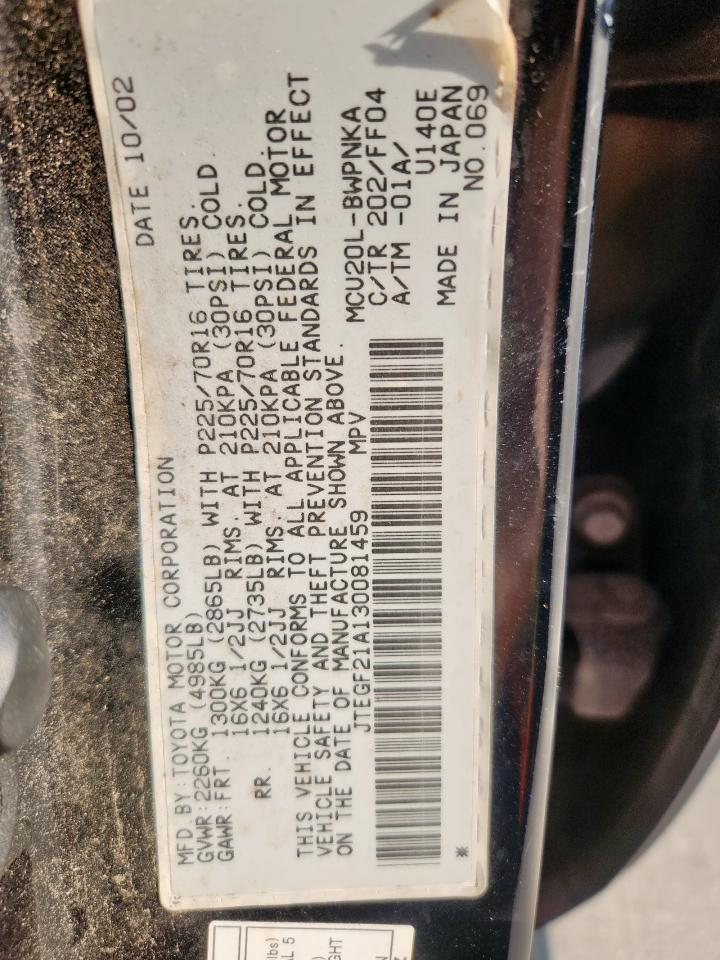 MFD. BY: TOYOTA MOTOR CORPORATION DATE 10/02
GVWR: 2260KG (4985LB)
GAWR: FRT. 1300KG (2865LB) WITH P225/70R16 TIRES.
16X6 1/2JJ RIMS. AT 210KPA (30PSI) COLD.
RR. 1240KG (2735LB) WITH P225/70R16 TIRES.
16X6 1/2JJ RIMS. AT 210KPA (30PSI) COLD.
THIS VEHICLE CONFORMS TO ALL APPLICABLE FEDERAL MOTOR
VEHICLE SAFETY AND THEFT PREVENTION STANDARDS IN EFFECT
ON THE DATE OF MANUFACTURE SHOWN ABOVE.
JTEGF21A130081459 MPV
MCU20L-BWPNKA
C/TR 202/FF04
A/TM -01A/
U140E
MADE IN JAPAN
NO.069
*
lbs)
AL 5
GHT